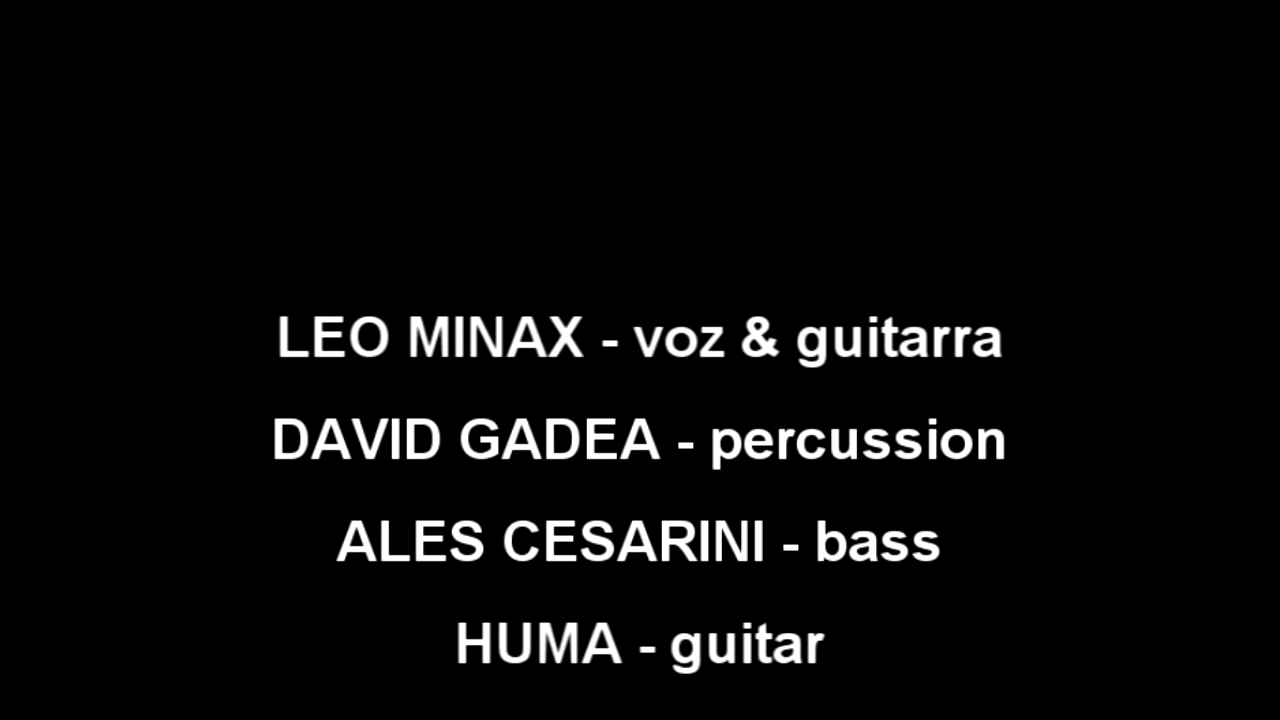 LEO MINAX - voz & guitarra
DAVID GADEA - percussion
ALES CESARINI - bass
HUMA - guitar